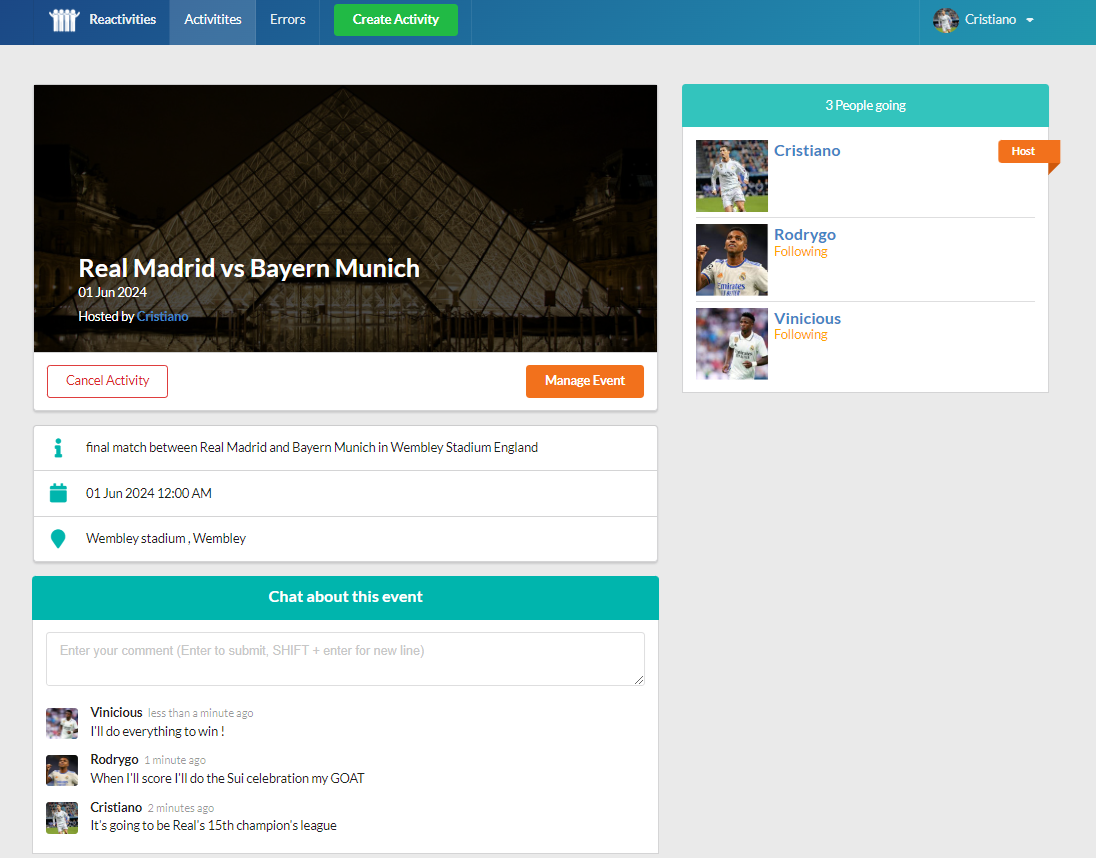 Reactivities
Activitites
Errors
Create Activity
Cristiano
Real Madrid vs Bayern Munich
01 Jun 2024
Hosted by Cristiano
Cancel Activity
Manage Event
final match between Real Madrid and Bayern Munich in Wembley Stadium England
01 Jun 2024 12:00 AM
Wembley stadium , Wembley
Chat about this event
Enter your comment (Enter to submit, SHIFT + enter for new line)
Vinicious less than a minute ago
I'll do everything to win !
Rodrygo 1 minute ago
When I'll score I'll do the Sui celebration my GOAT
Cristiano 2 minutes ago
It's going to be Real's 15th champion's league
3 People going
Cristiano
Host
Rodrygo
Following
Vinicious
Following